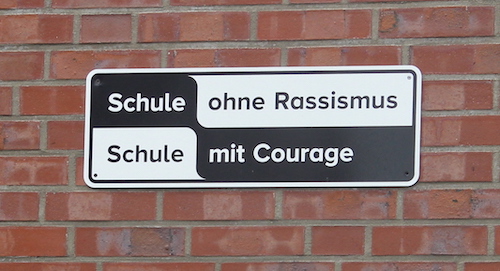 Schule ohne Rassismus
Schule mit Courage